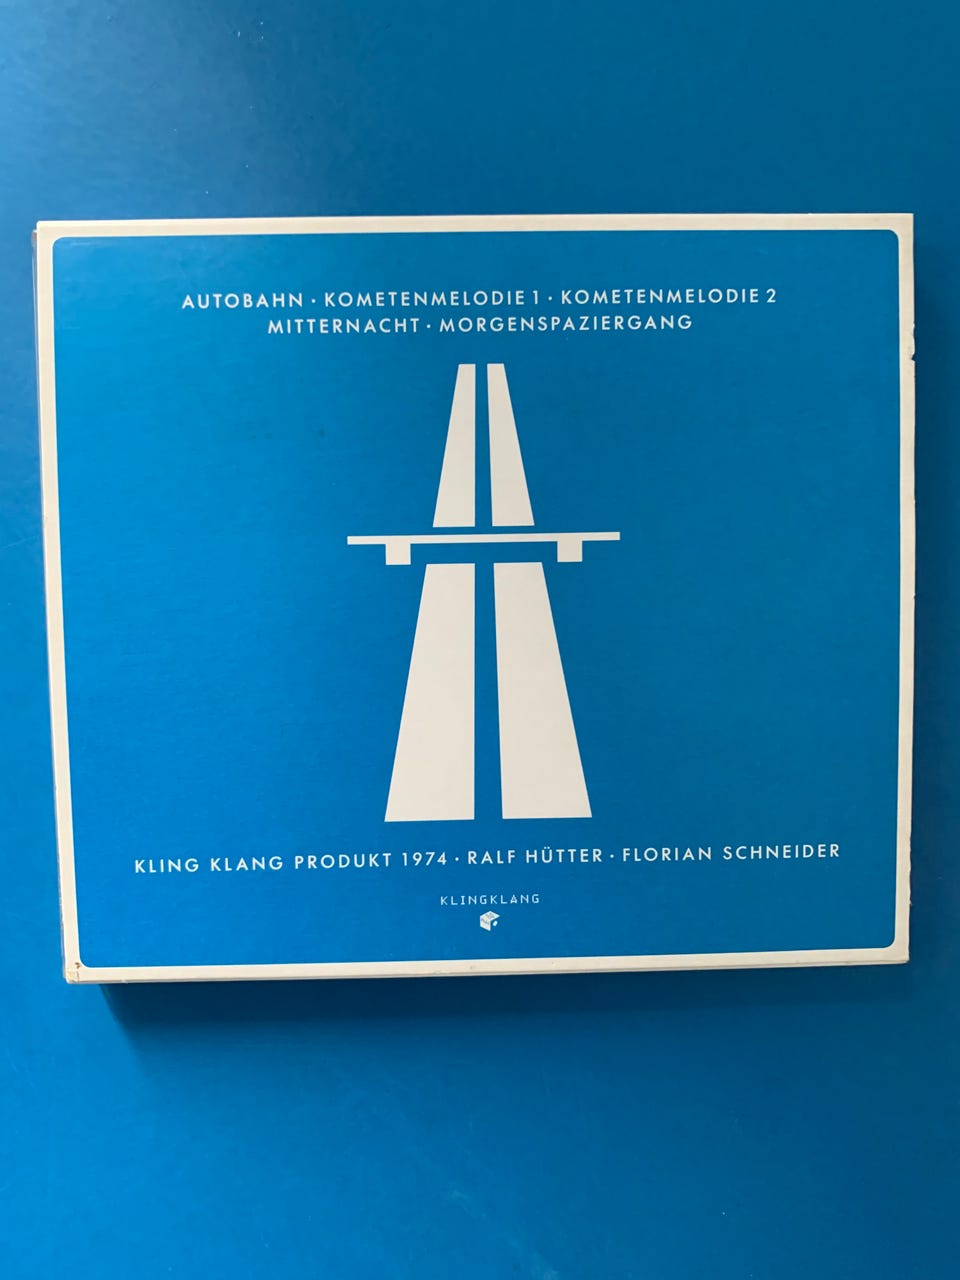 AUTOBAHN · KOMETENMELODIE 1 · KOMETENMELODIE 2
MITTERNACHT · MORGENSPAZIERGANG
KLING KLANG PRODUKT 1974 · RALF HÜTTER · FLORIAN SCHNEIDER
KLINGKLANG